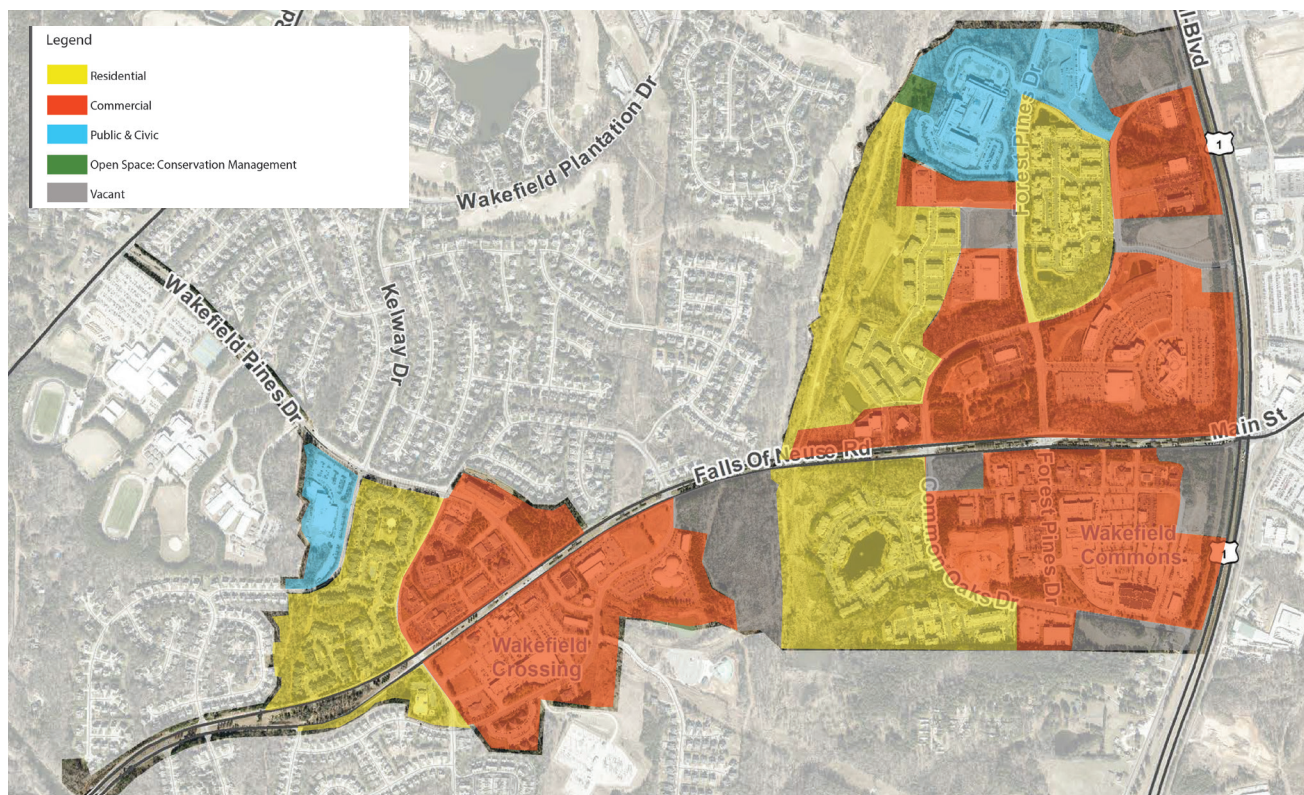 Legend
Residential
Commercial
Public & Civic
Open Space: Conservation Management
Vacant
Rd
Blvd
1
Wakefield Plantation Dr
Forest Pines Dr
Wakefield Pines Dr
Kelway Dr
Falls Of Neuse Rd
Main St
Common Oaks Dr
Forest Pines Dr
Wakefield
Commons
1
Wakefield
Crossing